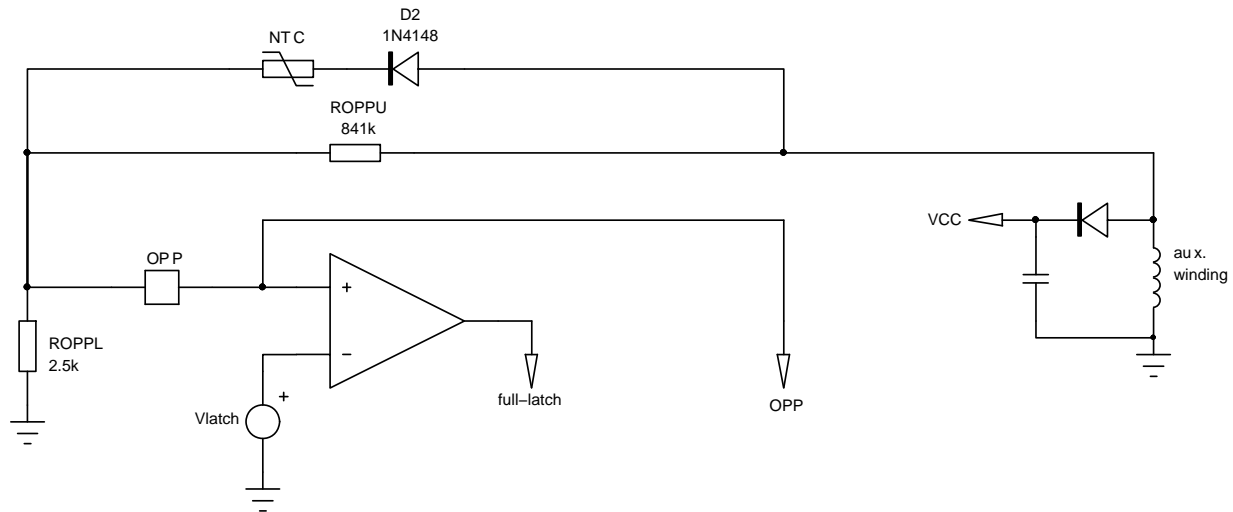 D2
1N4148
NTC
ROPPU
841k
VCC
aux.
winding
OPP
+
−
ROPPL
2.5k
Vlatch
+
full−latch
OPP